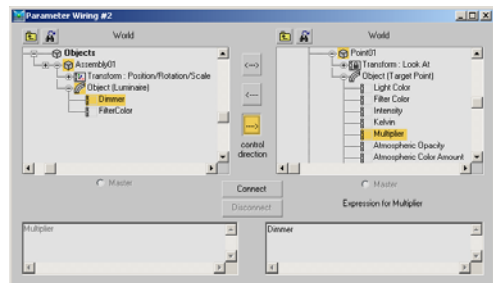 Parameter Wiring #2
World
Objects
Assembly01
Transform : Position/Rotation/Scale
Object (Luminaire)
Dimmer
FilterColor
<-->
<---
--->
control
direction
World
Point01
Transform : Look At
Object (Target Point)
Light Color
Filter Color
Intensity
Kelvin
Multiplier
Atmospheric Opacity
Atmospheric Color Amount
Master
Connect
Disconnect
Master
Expression for Multiplier
Multiplier
Dimmer